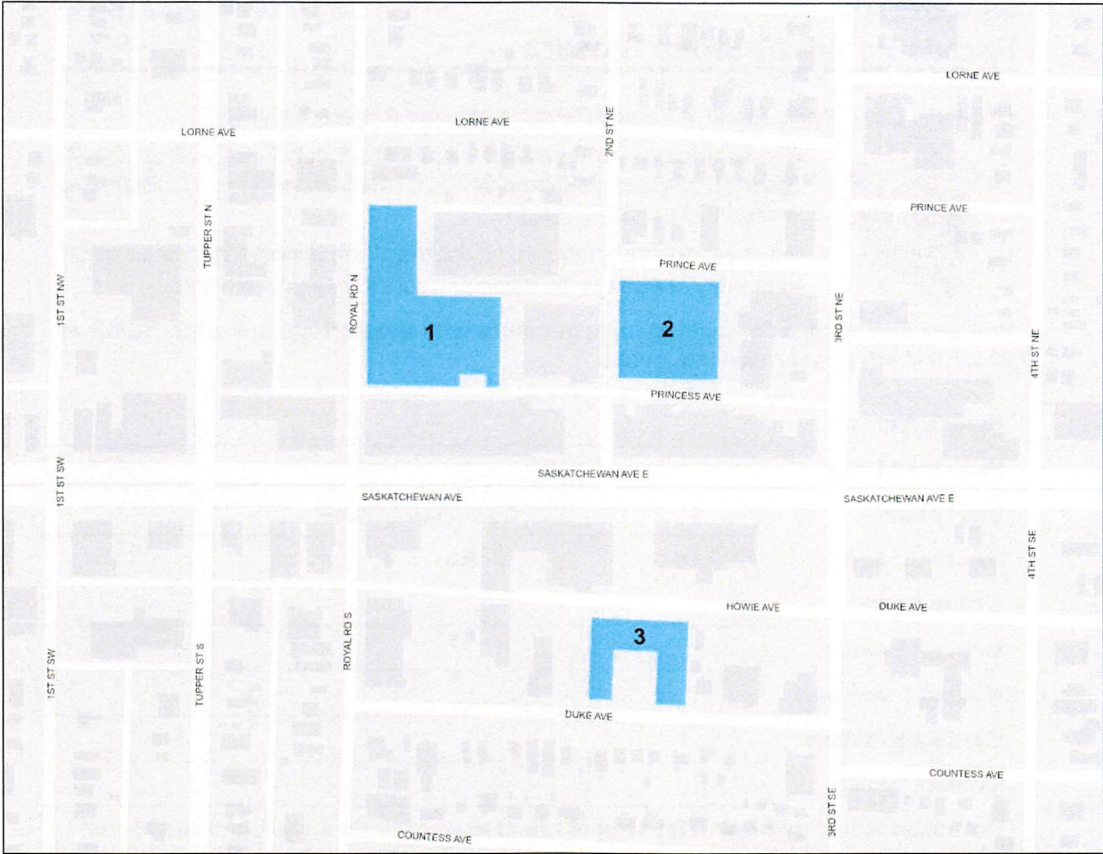 LORNE AVE
LORNE AVE
LORNE AVE
2ND ST NE
PRINCE AVE
TUPPER ST N
PRINCE AVE
1ST ST NW
ROYAL RD N
1
2
3RD ST NE
4TH ST NE
PRINCESS AVE
1ST ST SW
SASKATCHEWAN AVE E
SASKATCHEWAN AVE
SASKATCHEWAN AVE E
4TH ST SE
HOWIE AVE
DUKE AVE
3
ROYAL RD S
1ST ST SW
TUPPER ST S
DUKE AVE
COUNTESS AVE
3RD ST SE
COUNTESS AVE